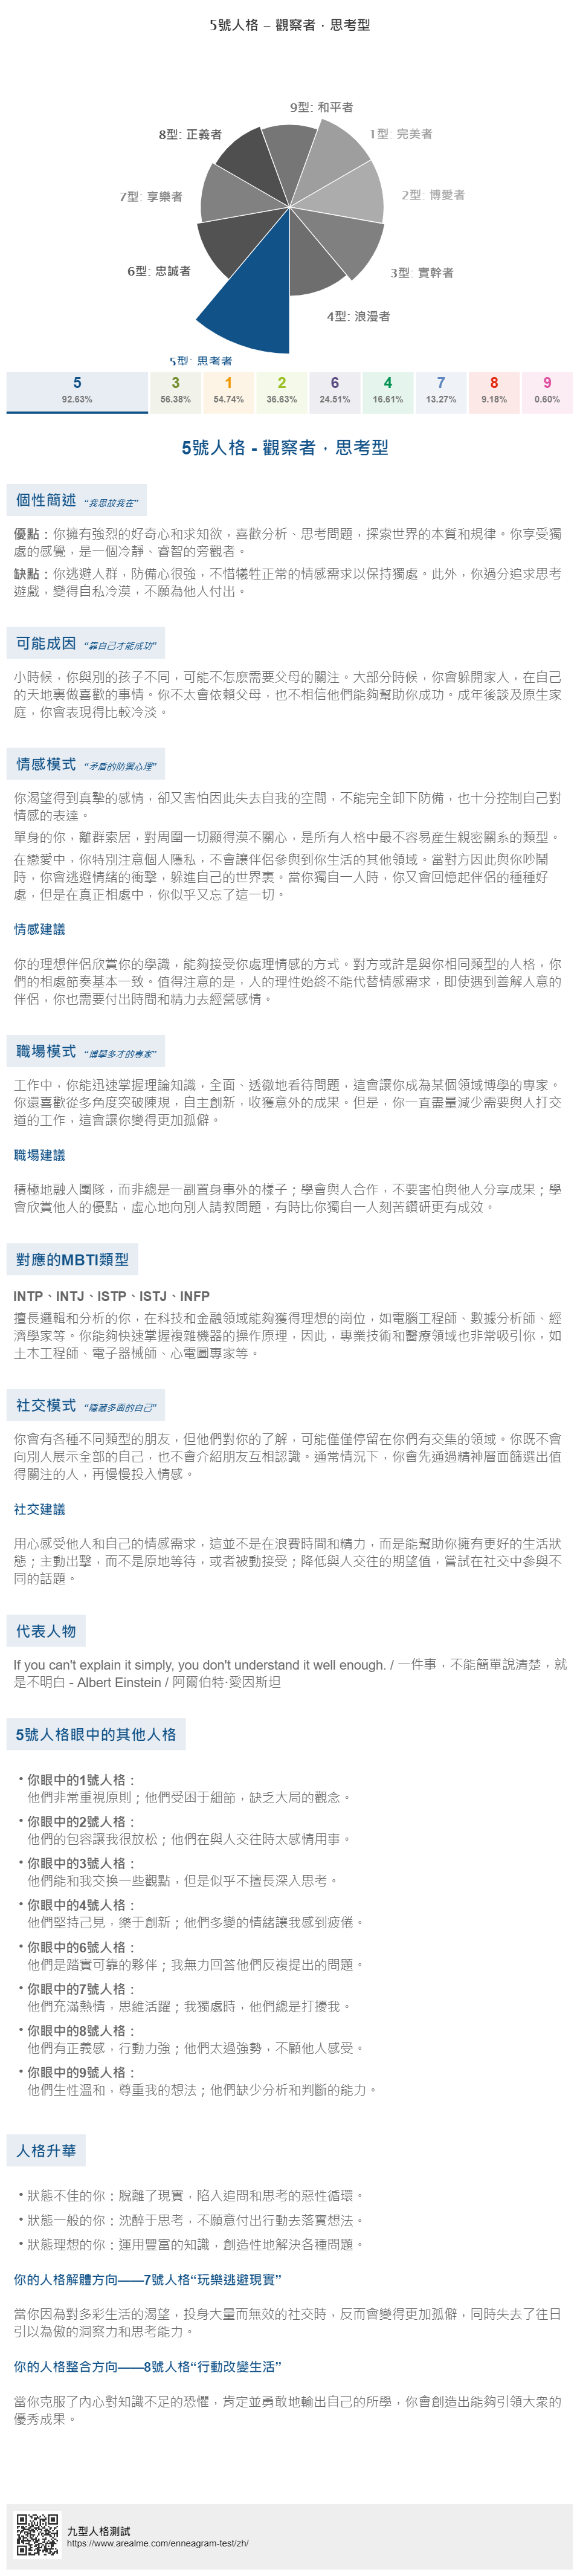 5號人格 – 觀察者，思考型
9型: 和平者
8型: 正義者
1型: 完美者
7型: 享樂者
2型: 博愛者
6型: 忠誠者
3型: 實幹者
4型: 浪漫者
5型: 思考者
5 3 1 2 6 4 7 8 9
92.63% 56.38% 54.74% 36.63% 24.51% 16.61% 13.27% 9.18% 0.60%
5號人格 - 觀察者，思考型
個性簡述 “我思故我在”
優點：你擁有強烈的好奇心和求知欲，喜歡分析、思考問題，探索世界的本質和規律。你享受獨
處的感覺，是一個冷靜、睿智的旁觀者。
缺點：你逃避人群，防備心很強，不惜犧牲正常的情感需求以保持獨處。此外，你過分追求思考
遊戲，變得自私冷漠，不願為他人付出。
可能成因 “靠自己才能成功”
小時候，你與別的孩子不同，可能不怎麽需要父母的關注。大部分時候，你會躲開家人，在自己
的天地裏做喜歡的事情。你不太會依賴父母，也不相信他們能夠幫助你成功。成年後談及原生家
庭，你會表現得比較冷淡。
情感模式 “矛盾的防禦心理”
你渴望得到真摯的感情，卻又害怕因此失去自我的空間，不能完全卸下防備，也十分控制自己對
情感的表達。
單身的你，離群索居，對周圍一切顯得漠不關心，是所有人格中最不容易産生親密關系的類型。
在戀愛中，你特別注意個人隱私，不會讓伴侶參與到你生活的其他領域。當對方因此與你吵鬧
時，你會逃避情緒的衝擊，躲進自己的世界裏。當你獨自一人時，你又會回憶起伴侶的種種好
處，但是在真正相處中，你似乎又忘了這一切。
情感建議
你的理想伴侶欣賞你的學識，能夠接受你處理情感的方式。對方或許是與你相同類型的人格，你
們的相處節奏基本一致。值得注意的是，人的理性始終不能代替情感需求，即使遇到善解人意的
伴侶，你也需要付出時間和精力去經營感情。
職場模式 “博學多才的專家”
工作中，你能迅速掌握理論知識，全面、透徹地看待問題，這會讓你成為某個領域博學的專家。
你還喜歡從多角度突破陳規，自主創新，收獲意外的成果。但是，你一直盡量減少需要與人打交
道的工作，這會讓你變得更加孤僻。
職場建議
積極地融入團隊，而非總是一副置身事外的樣子；學會與人合作，不要害怕與他人分享成果；學
會欣賞他人的優點，虛心地向別人請教問題，有時比你獨自一人刻苦鑽研更有成效。
對應的MBTI類型
INTP、INTJ、ISTP、ISTJ、INFP
擅長邏輯和分析的你，在科技和金融領域能夠獲得理想的崗位，如電腦工程師、數據分析師、經
濟學家等。你能夠快速掌握複雜機器的操作原理，因此，專業技術和醫療領域也非常吸引你，如
土木工程師、電子器械師、心電圖專家等。
社交模式 “隱藏多面的自己”
你會有各種不同類型的朋友，但他們對你的了解，可能僅僅停留在你們有交集的領域。你既不會
向別人展示全部的自己，也不會介紹朋友互相認識。通常情況下，你會先通過精神層面篩選出值
得關注的人，再慢慢投入情感。
社交建議
用心感受他人和自己的情感需求，這並不是在浪費時間和精力，而是能幫助你擁有更好的生活狀
態；主動出擊，而不是原地等待，或者被動接受；降低與人交往的期望值，嘗試在社交中參與不
同的話題。
代表人物
If you can't explain it simply, you don't understand it well enough. / 一件事，不能簡單說清楚，就
是不明白 - Albert Einstein / 阿爾伯特·愛因斯坦
5號人格眼中的其他人格
• 你眼中的1號人格：
他們非常重視原則；他們受困于細節，缺乏大局的觀念。
• 你眼中的2號人格：
他們的包容讓我很放松；他們在與人交往時太感情用事。
• 你眼中的3號人格：
他們能和我交換一些觀點，但是似乎不擅長深入思考。
• 你眼中的4號人格：
他們堅持己見，樂于創新；他們多變的情緒讓我感到疲倦。
• 你眼中的6號人格：
他們是踏實可靠的夥伴；我無力回答他們反複提出的問題。
• 你眼中的7號人格：
他們充滿熱情，思維活躍；我獨處時，他們總是打擾我。
• 你眼中的8號人格：
他們有正義感，行動力強；他們太過強勢，不顧他人感受。
• 你眼中的9號人格：
他們生性溫和，尊重我的想法；他們缺少分析和判斷的能力。
人格升華
• 狀態不佳的你：脫離了現實，陷入追問和思考的惡性循環。
• 狀態一般的你：沈醉于思考，不願意付出行動去落實想法。
• 狀態理想的你：運用豐富的知識，創造性地解決各種問題。
你的人格解體方向——7號人格“玩樂逃避現實”
當你因為對多彩生活的渴望，投身大量而無效的社交時，反而會變得更加孤僻，同時失去了往日
引以為傲的洞察力和思考能力。
你的人格整合方向——8號人格“行動改變生活”
當你克服了內心對知識不足的恐懼，肯定並勇敢地輸出自己的所學，你會創造出能夠引領大衆的
優秀成果。
九型人格測試
https://www.arealme.com/enneagram-test/zh/